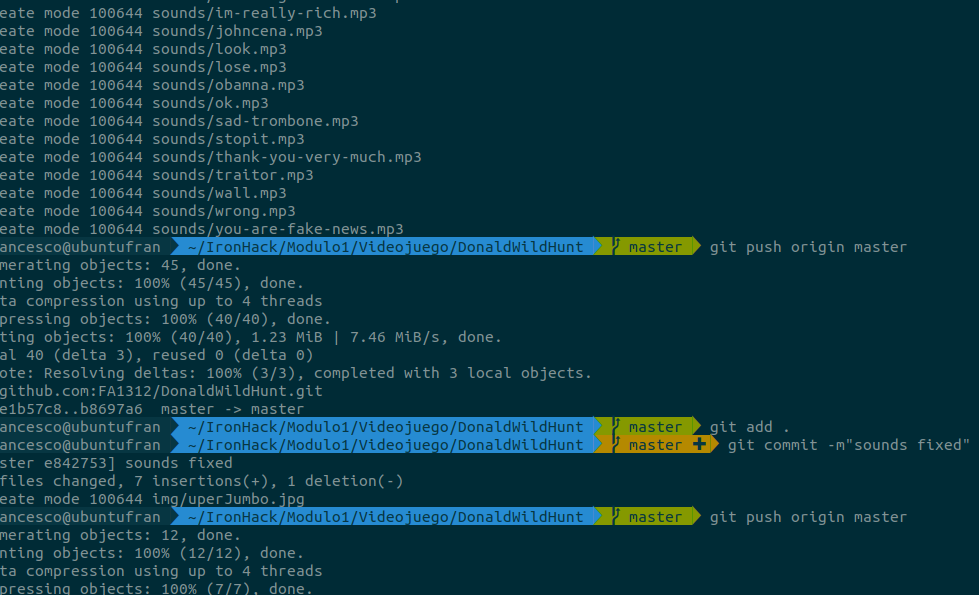 eate mode 100644 sounds/im-really-rich.mp3
eate mode 100644 sounds/johncena.mp3
eate mode 100644 sounds/look.mp3
eate mode 100644 sounds/lose.mp3
eate mode 100644 sounds/obamna.mp3
eate mode 100644 sounds/ok.mp3
eate mode 100644 sounds/sad-trombone.mp3
eate mode 100644 sounds/stopit.mp3
eate mode 100644 sounds/thank-you-very-much.mp3
eate mode 100644 sounds/traitor.mp3
eate mode 100644 sounds/wall.mp3
eate mode 100644 sounds/wrong.mp3
eate mode 100644 sounds/you-are-fake-news.mp3
ancesco@ubuntufran ~/IronHack/Modulo1/Videojuego/DonaldWildHunt master git push origin master
merating objects: 45, done.
nting objects: 100% (45/45), done.
ta compression using up to 4 threads
pressing objects: 100% (40/40), done.
ting objects: 100% (40/40), 1.23 MiB | 7.46 MiB/s, done.
al 40 (delta 3), reused 0 (delta 0)
ote: Resolving deltas: 100% (3/3), completed with 3 local objects.
github.com:FA1312/DonaldWildHunt.git
e1b57c8..b8697a6  master -> master
ancesco@ubuntufran ~/IronHack/Modulo1/Videojuego/DonaldWildHunt master git add .
ancesco@ubuntufran ~/IronHack/Modulo1/Videojuego/DonaldWildHunt master ✚ git commit -m"sounds fixed"
ster e842753] sounds fixed
files changed, 7 insertions(+), 1 deletion(-)
eate mode 100644 img/uperJumbo.jpg
ancesco@ubuntufran ~/IronHack/Modulo1/Videojuego/DonaldWildHunt master git push origin master
merating objects: 12, done.
nting objects: 100% (12/12), done.
ta compression using up to 4 threads
pressing objects: 100% (7/7), done.